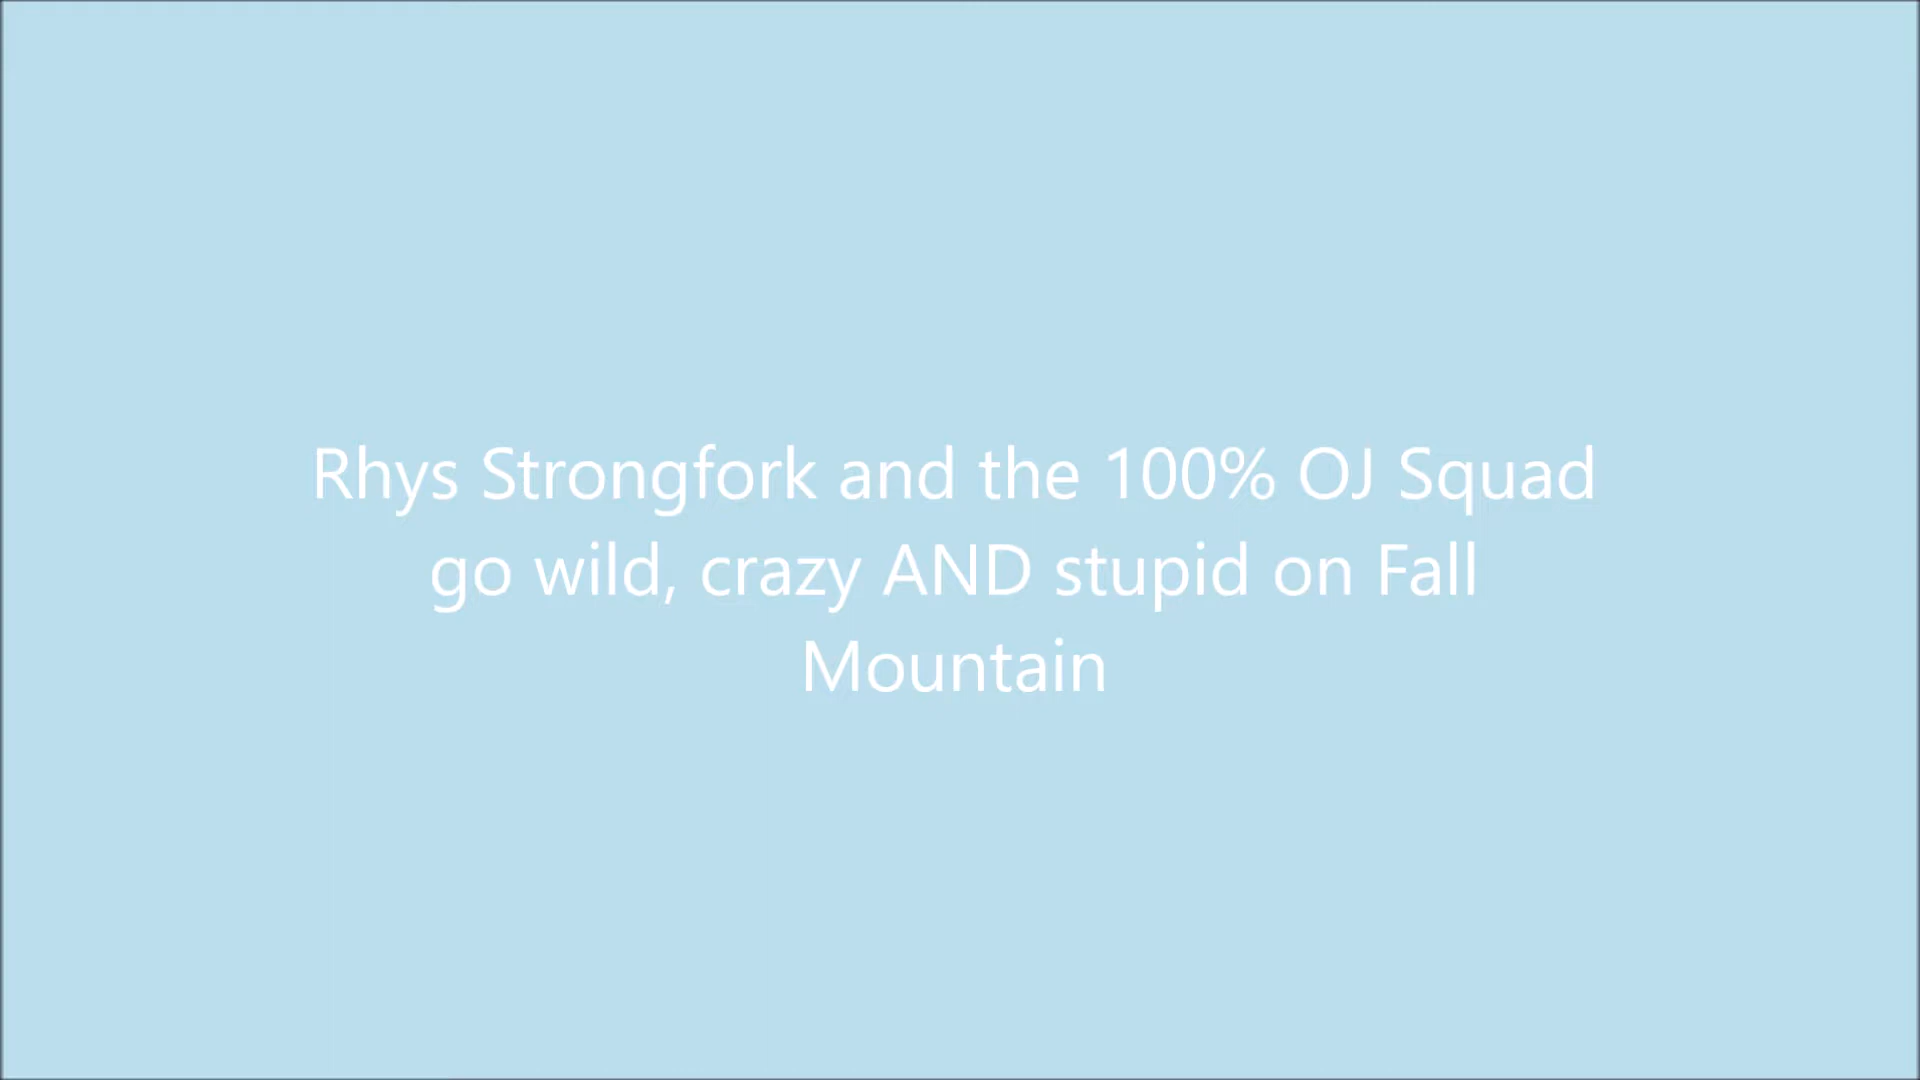 Rhys Strongfork and the 100% OJ Squad
go wild, crazy AND stupid on Fall
Mountain